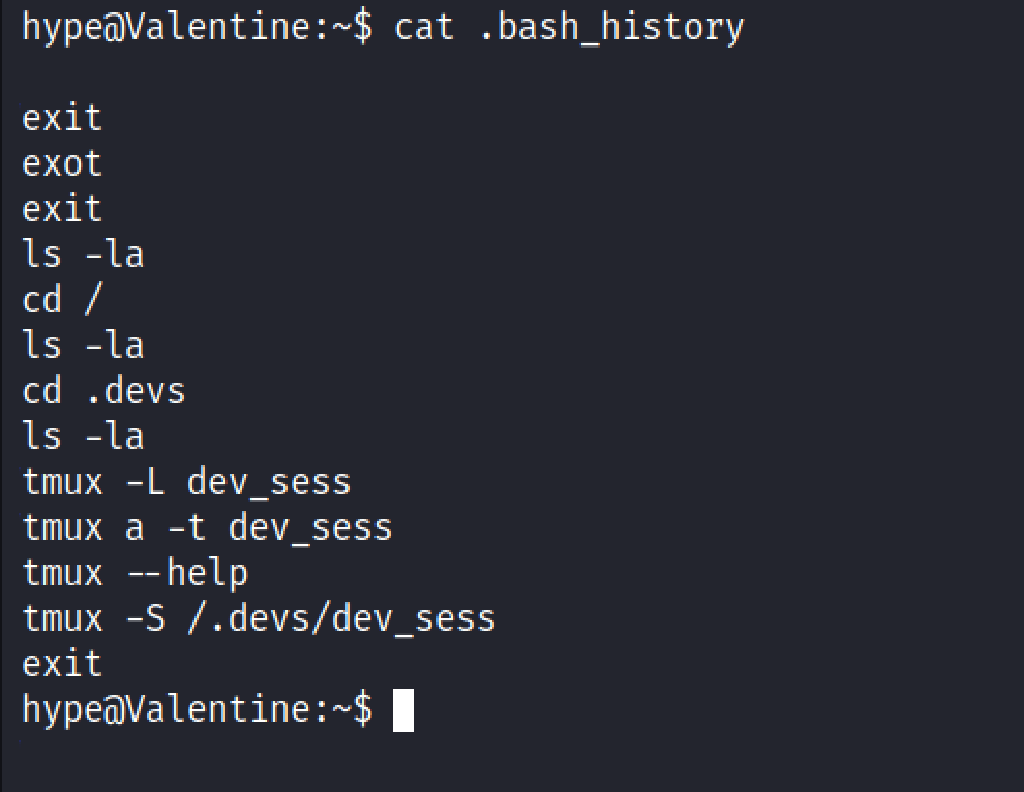 hype@Valentine:~$ cat .bash_history
exit
exot
exit
ls -la
cd /
ls -la
cd .devs
ls -la
tmux -L dev_sess
tmux a -t dev_sess
tmux --help
tmux -S /.devs/dev_sess
exit
hype@Valentine:~$